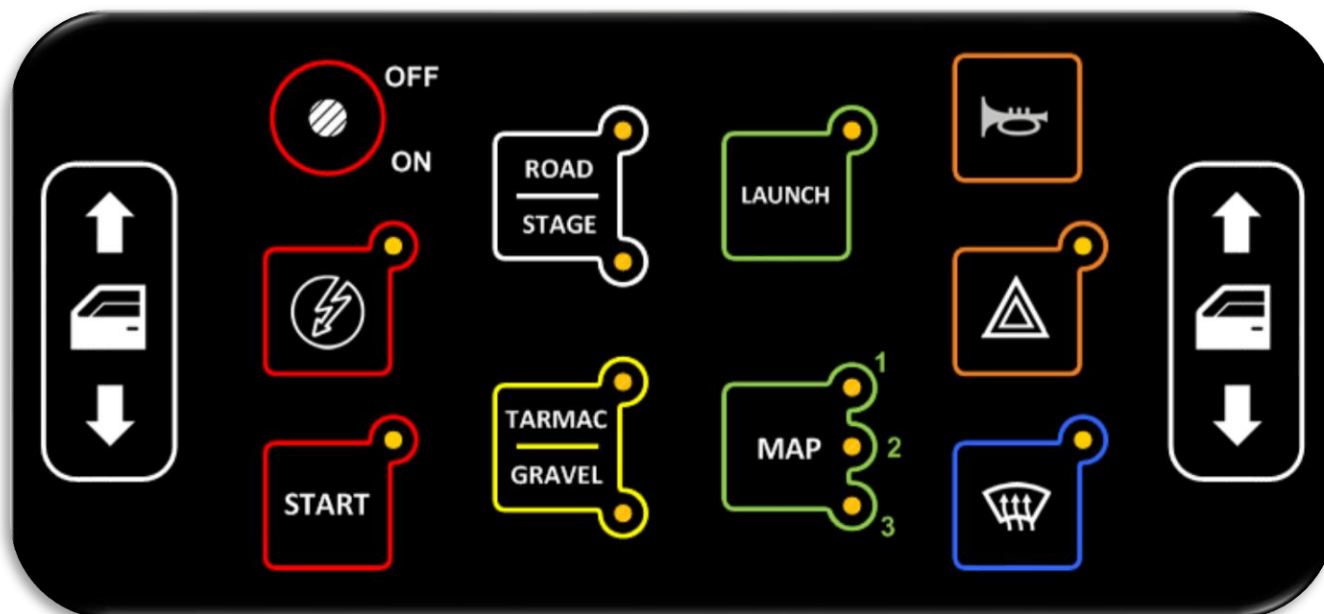 OFF
ON
ROAD
STAGE
LAUNCH
START
TARMAC
GRAVEL
MAP
1
2
3